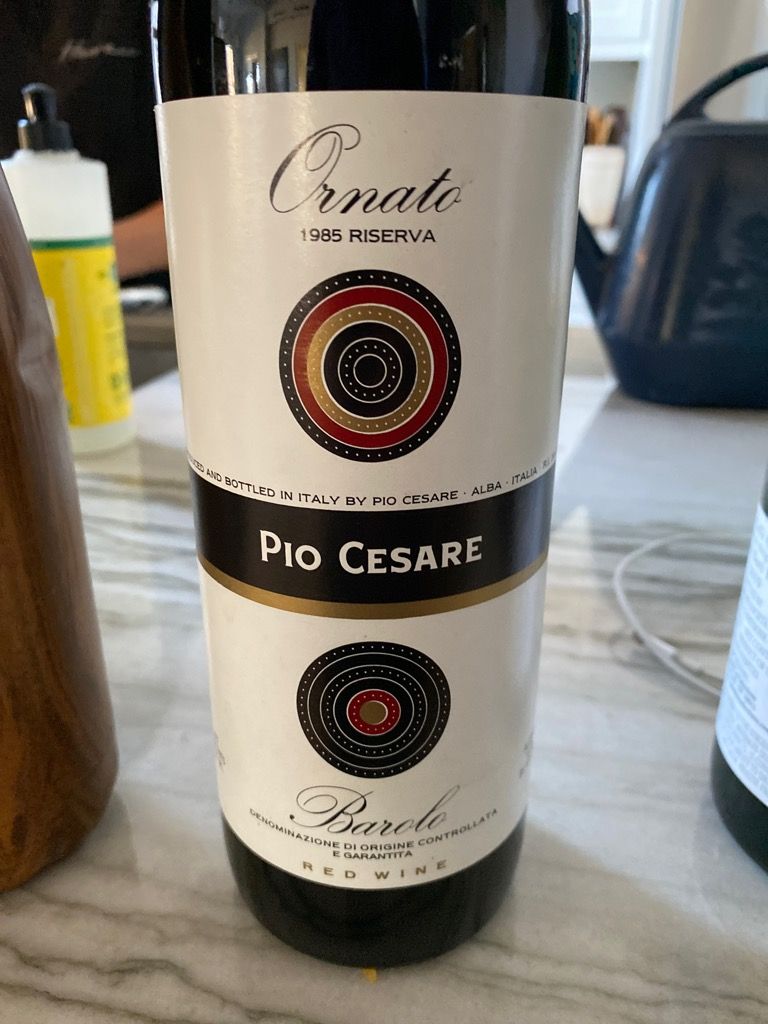 Ornato
1985 RISERVA
AND BOTTLED IN ITALY BY PIO CESARE · ALBA · ITALIA
PIO CESARE
Barolo
DENOMINAZIONE DI ORIGINE CONTROLLATA
E GARANTITA
RED WINE